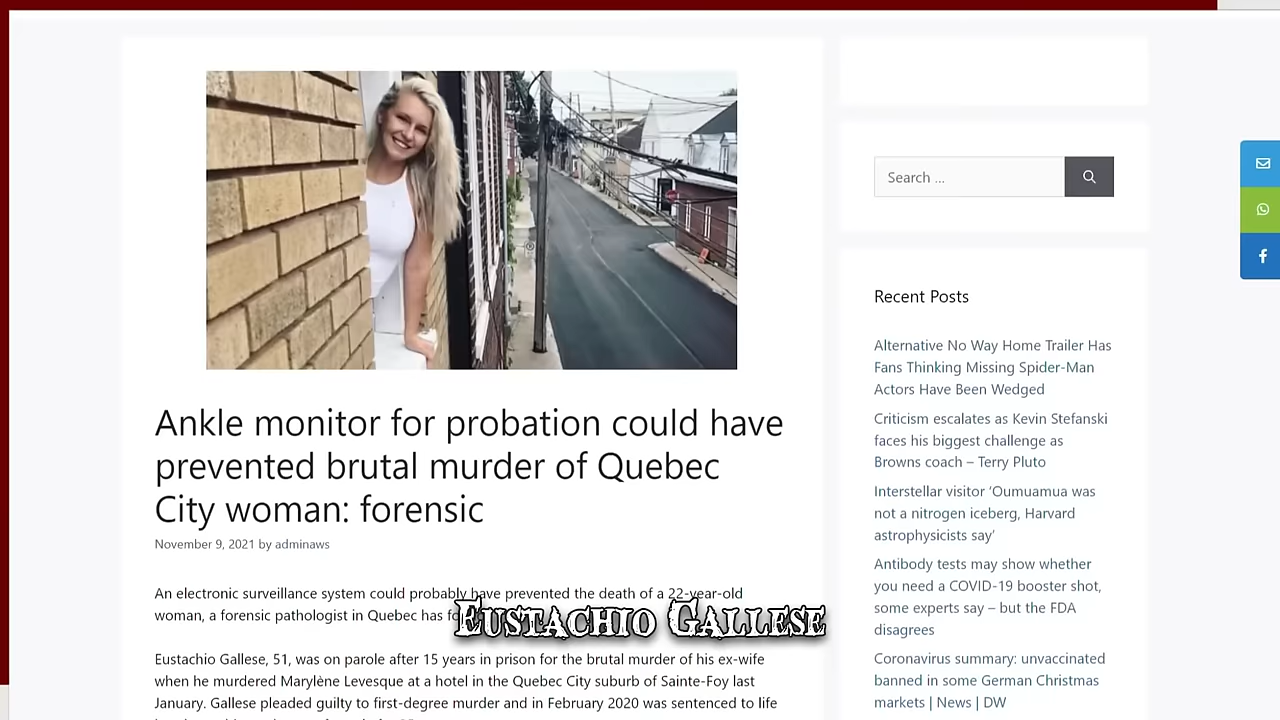 Ankle monitor for probation could have
prevented brutal murder of Quebec
City woman: forensic
November 9, 2021 by adminaws
An electronic surveillance system could probably have prevented the death of a 22-year-old
woman, a forensic pathologist in Quebec has
Eustachio Gallese
Eustachio Gallese, 51, was on parole after 15 years in prison for the brutal murder of his ex-wife
when he murdered Marylène Levesque at a hotel in the Quebec City suburb of Sainte-Foy last
January. Gallese pleaded guilty to first-degree murder and in February 2020 was sentenced to life
Search ...
Recent Posts
Alternative No Way Home Trailer Has
Fans Thinking Missing Spider-Man
Actors Have Been Wedged
Criticism escalates as Kevin Stefanski
faces his biggest challenge as
Browns coach – Terry Pluto
Interstellar visitor ‘Oumuamua was
not a nitrogen iceberg, Harvard
astrophysicists say’
Antibody tests may show whether
you need a COVID-19 booster shot,
some experts say – but the FDA
disagrees
Coronavirus summary: unvaccinated
banned in some German Christmas
markets | News | DW